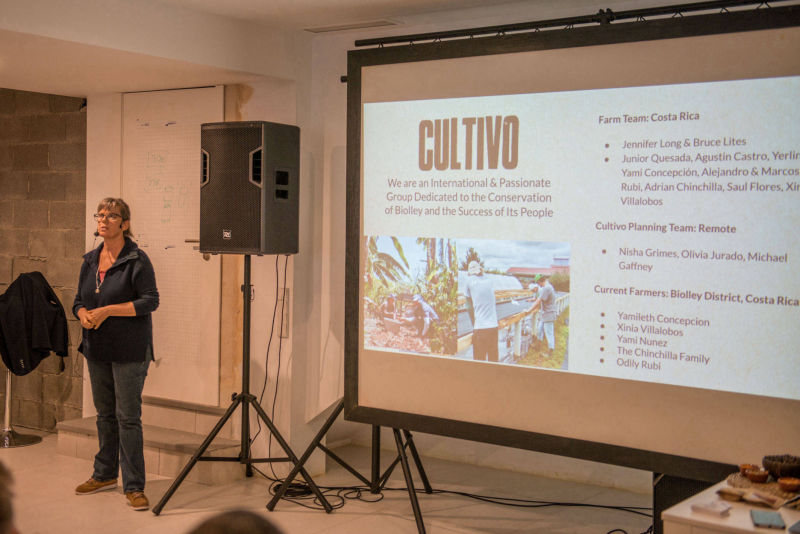 CULTIVO
We are an International & Passionate
Group Dedicated to the Conservation
of Biolley and the Success of Its People
Farm Team: Costa Rica
Jennifer Long & Bruce Lites
Junior Quesada, Agustin Castro, Yerlin
Yami Concepción, Alejandro & Marcos
Rubi, Adrian Chinchilla, Saul Flores, Xin
Villalobos
Cultivo Planning Team: Remote
Nisha Grimes, Olivia Jurado, Michael
Gaffney
Current Farmers: Biolley District, Costa Rica
Yamileth Concepcion
Xinia Villalobos
Yami Nunez
The Chinchilla Family
Odily Rubi